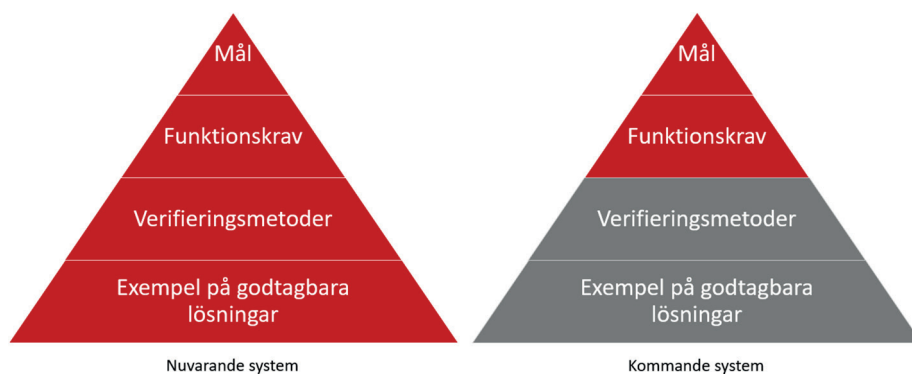 Mål
Funktionskrav
Verifieringsmetoder
Exempel på godtagbara
lösningar
Nuvarande system
Mål
Funktionskrav
Verifieringsmetoder
Exempel på godtagbara
lösningar
Kommande system